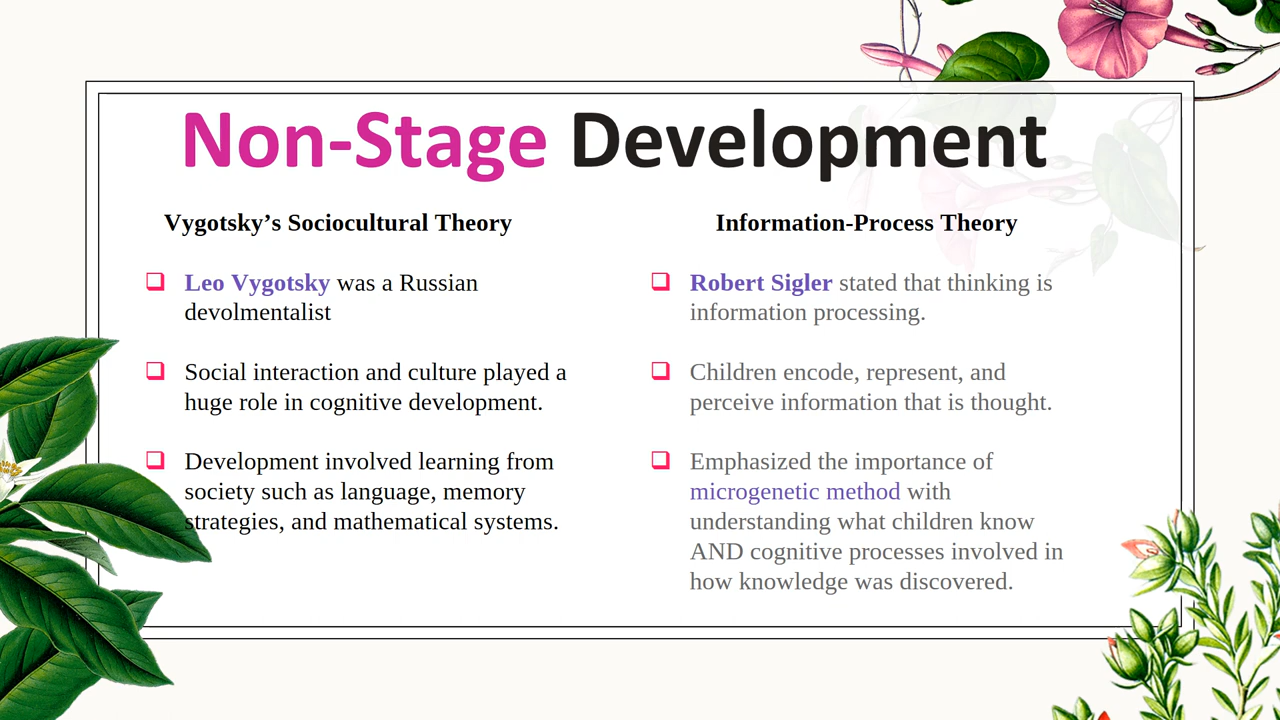 Non-Stage Development
Vygotsky’s Sociocultural Theory
❑ Leo Vygotsky was a Russian
devolmentalist
❑ Social interaction and culture played a
huge role in cognitive development.
❑ Development involved learning from
society such as language, memory
strategies, and mathematical systems.
Information-Process Theory
❑ Robert Sigler stated that thinking is
information processing.
❑ Children encode, represent, and
perceive information that is thought.
❑ Emphasized the importance of
microgenetic method with
understanding what children know
AND cognitive processes involved in
how knowledge was discovered.